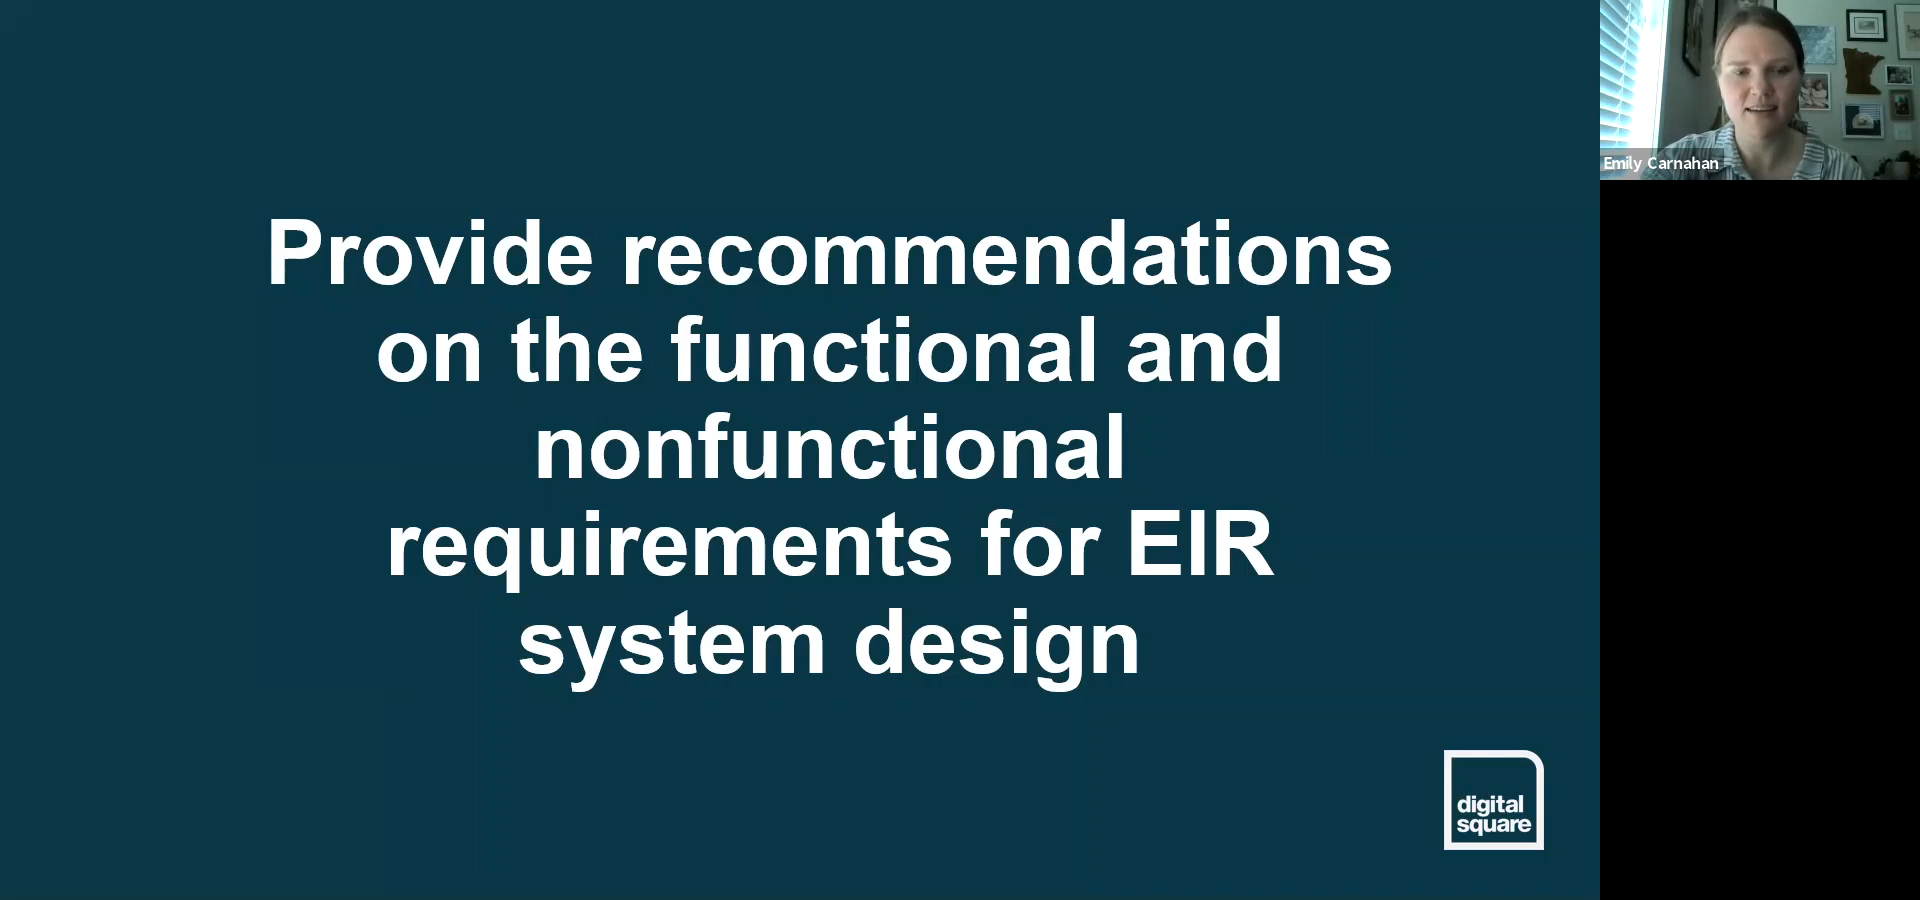 Provide recommendations
on the functional and
nonfunctional
requirements for EIR
system design
digital
square
Emily Carnahan